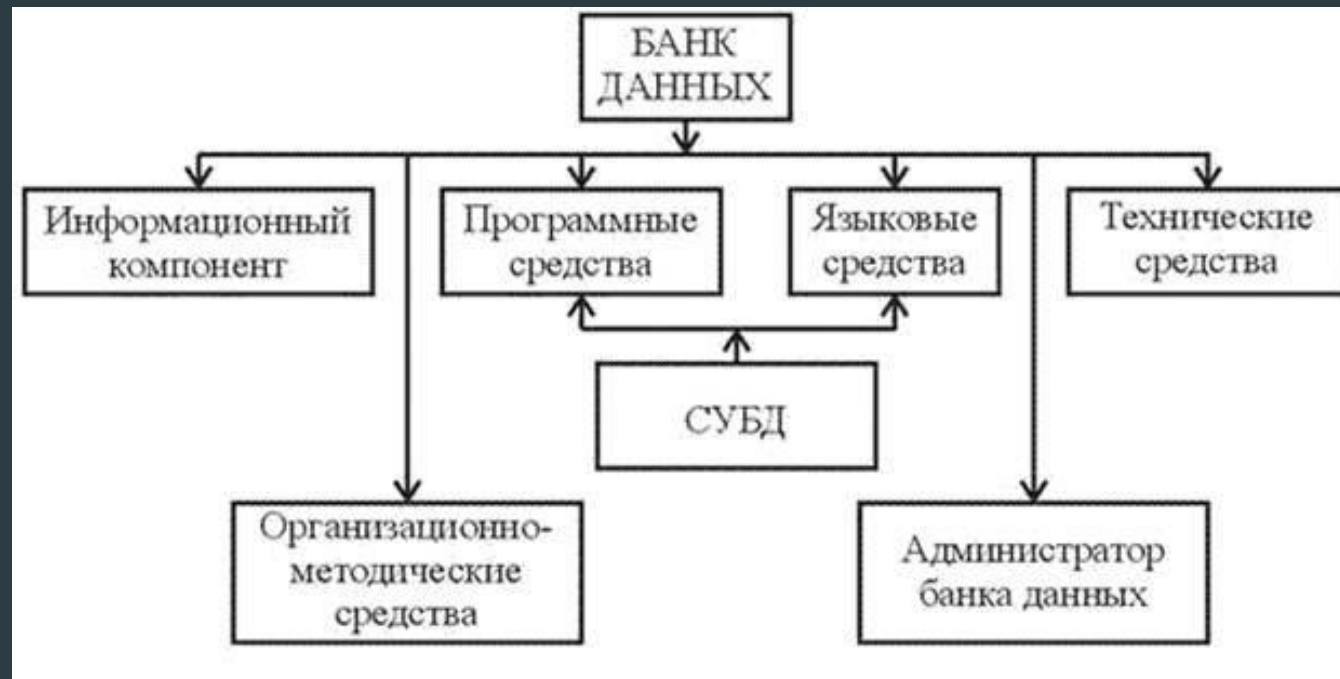 БАНК
ДАННЫХ
Информационный
компонент
Программные
средства
Языковые
средства
Технические
средства
СУБД
Организационно-
методические
средства
Администратор
банка данных